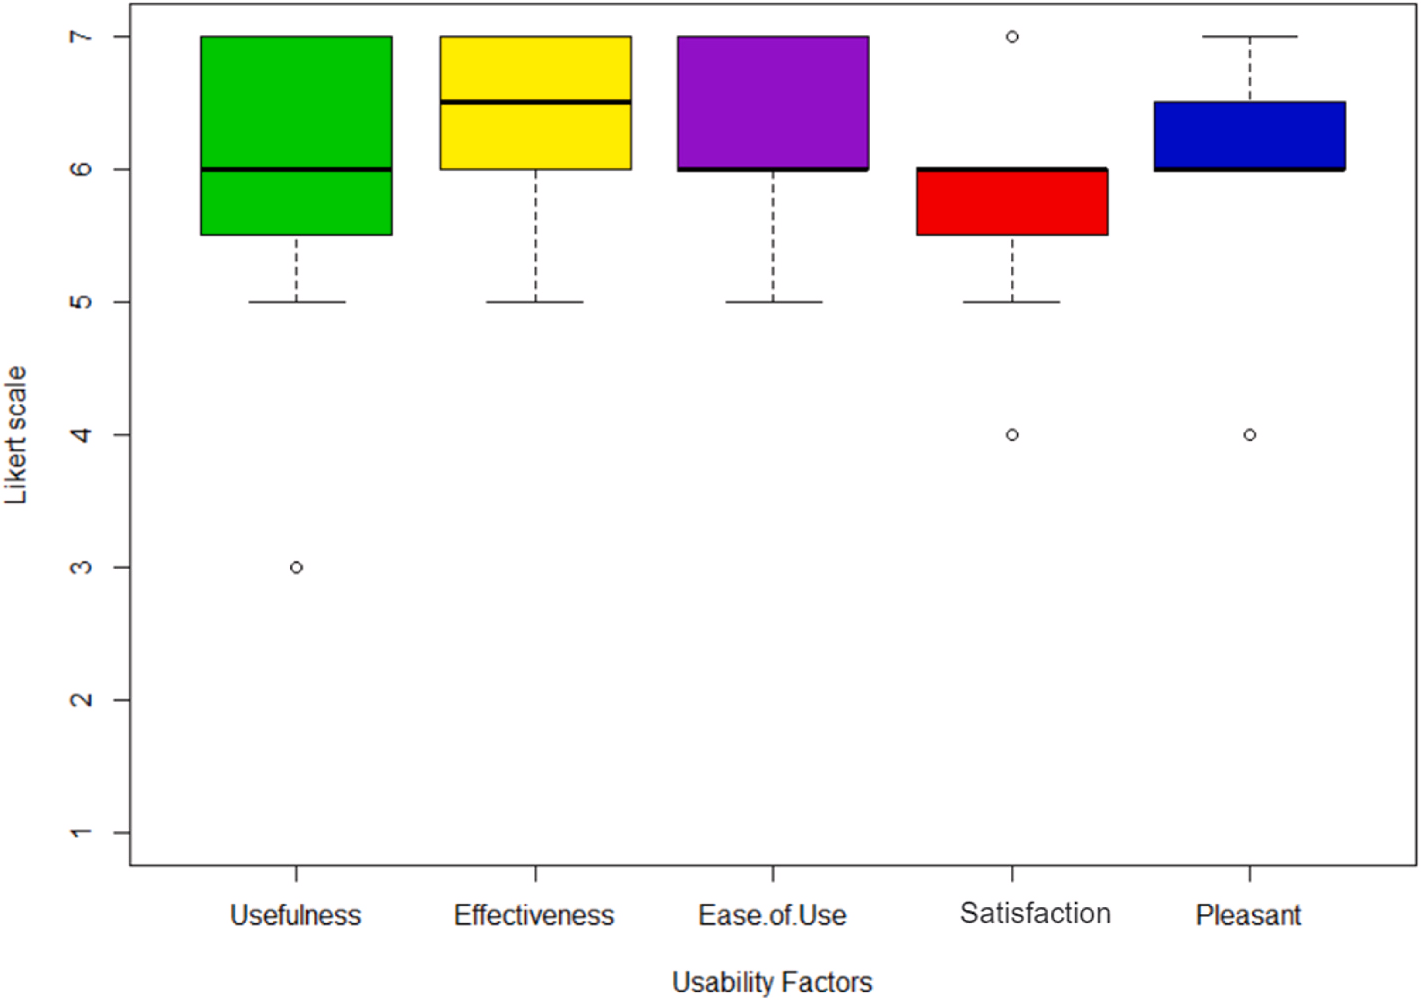 Likert scale
7
6
5
4
3
2
1
Usefulness Effectiveness Ease.of.Use Satisfaction Pleasant
Usability Factors